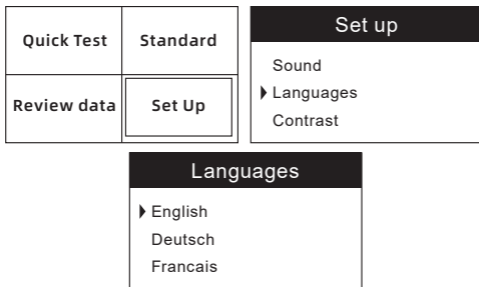 Quick Test
Standard
Review data
Set Up
Set up
Sound
Languages
Contrast
Languages
English
Deutsch
Francais